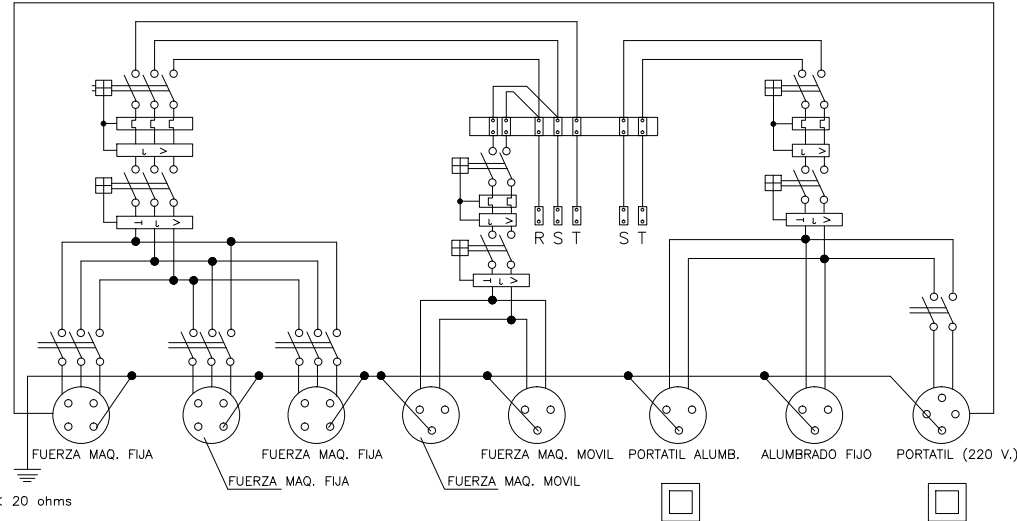 R S T S T
FUERZA MAQ. FIJA FUERZA MAQ. FIJA FUERZA MAQ. MOVIL PORTATIL ALUMB. ALUMBRADO FIJO PORTATIL (220 V.)
FUERZA MAQ. FIJA FUERZA MAQ. MOVIL
< 20 ohms